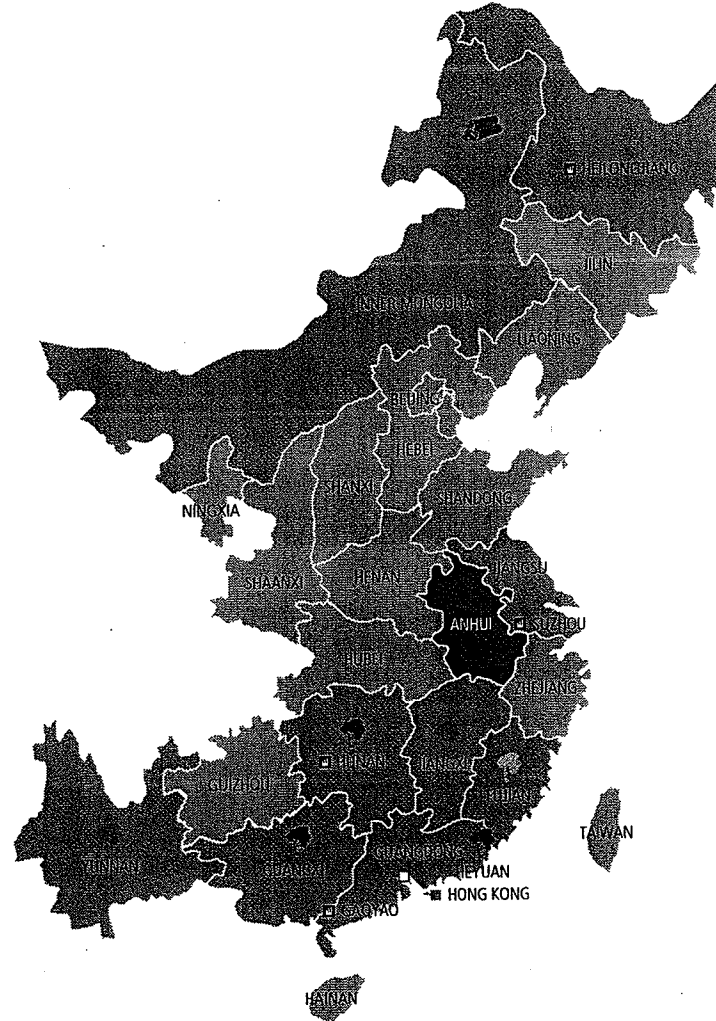 HEILONGJIANG
JILIN
INNER MONGOLIA
LIAONING
BEIJING
HEBEI
SHANXI
SHANDONG
NINGXIA
JIANGSU
SHAANXI
HENAN
ANHUI
SUZHOU
HUBEI
ZHEJIANG
HUNAN
JIANGXI
GUIZHOU
FUJIAN
TAIWAN
YUNNAN
GUANGXI
GUANGDONG
HONG KONG
GAOYAO
HAINAN